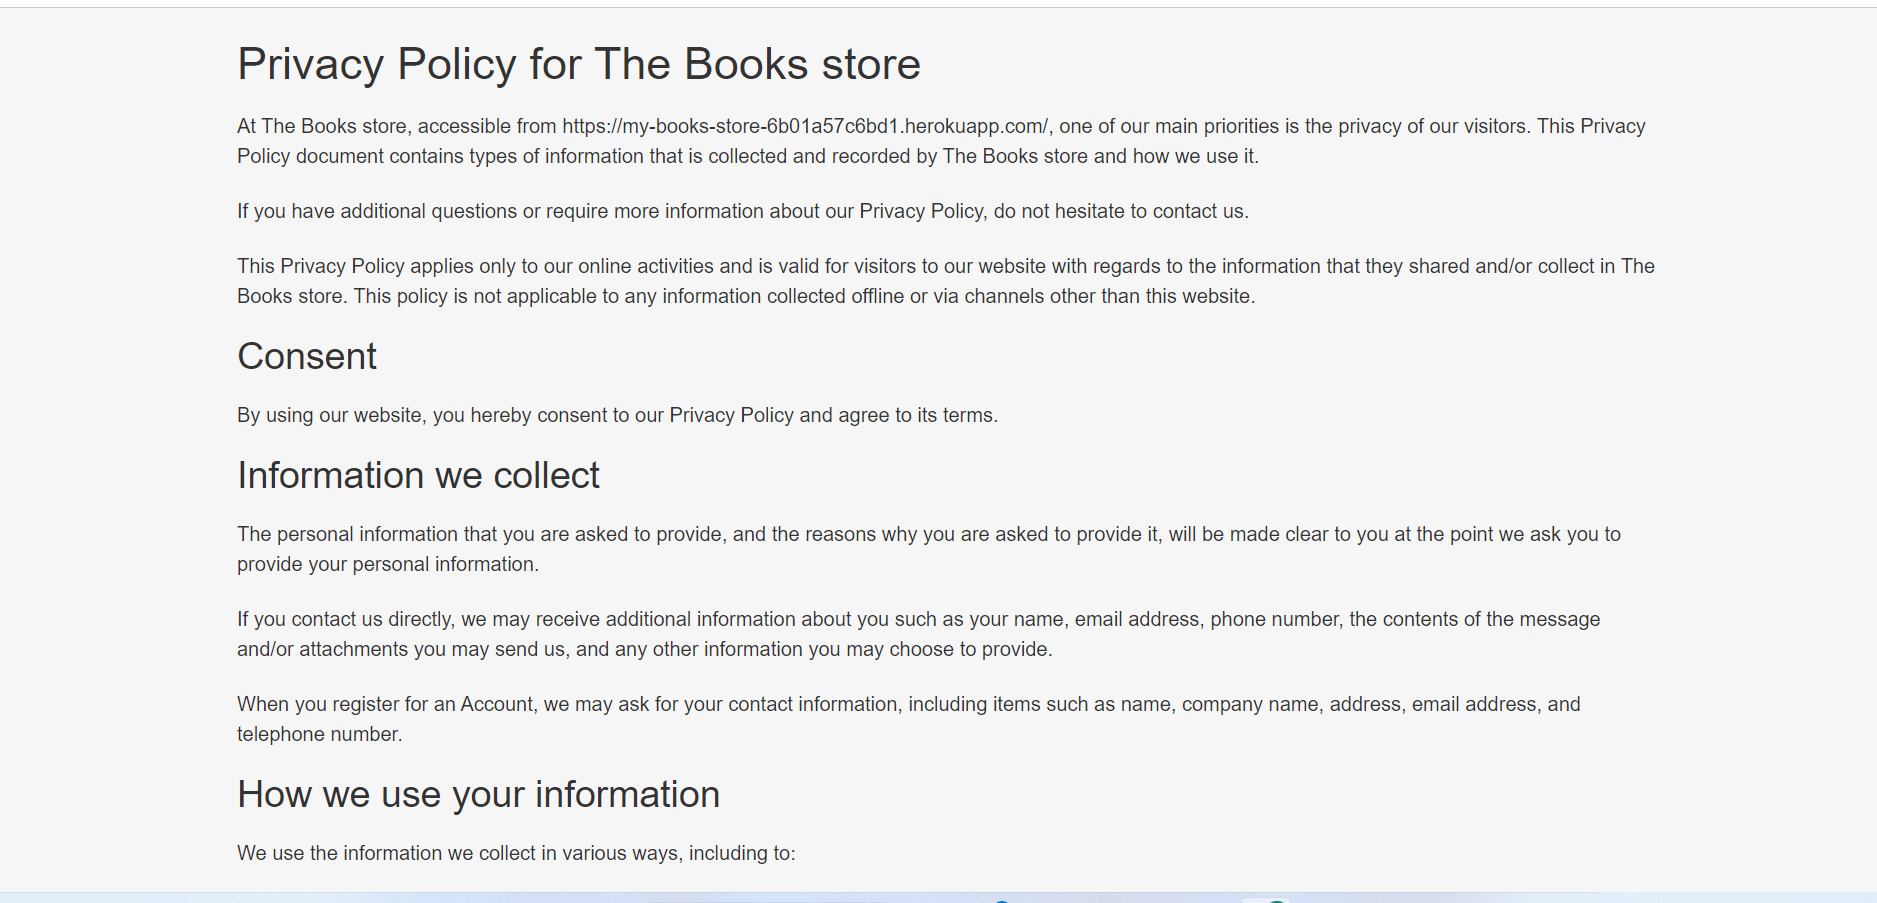 Privacy Policy for The Books store
At The Books store, accessible from https://my-books-store-6b01a57c6bd1.herokuapp.com/, one of our main priorities is the privacy of our visitors. This Privacy
Policy document contains types of information that is collected and recorded by The Books store and how we use it.
If you have additional questions or require more information about our Privacy Policy, do not hesitate to contact us.
This Privacy Policy applies only to our online activities and is valid for visitors to our website with regards to the information that they shared and/or collect in The
Books store. This policy is not applicable to any information collected offline or via channels other than this website.
Consent
By using our website, you hereby consent to our Privacy Policy and agree to its terms.
Information we collect
The personal information that you are asked to provide, and the reasons why you are asked to provide it, will be made clear to you at the point we ask you to
provide your personal information.
If you contact us directly, we may receive additional information about you such as your name, email address, phone number, the contents of the message
and/or attachments you may send us, and any other information you may choose to provide.
When you register for an Account, we may ask for your contact information, including items such as name, company name, address, email address, and
telephone number.
How we use your information
We use the information we collect in various ways, including to: